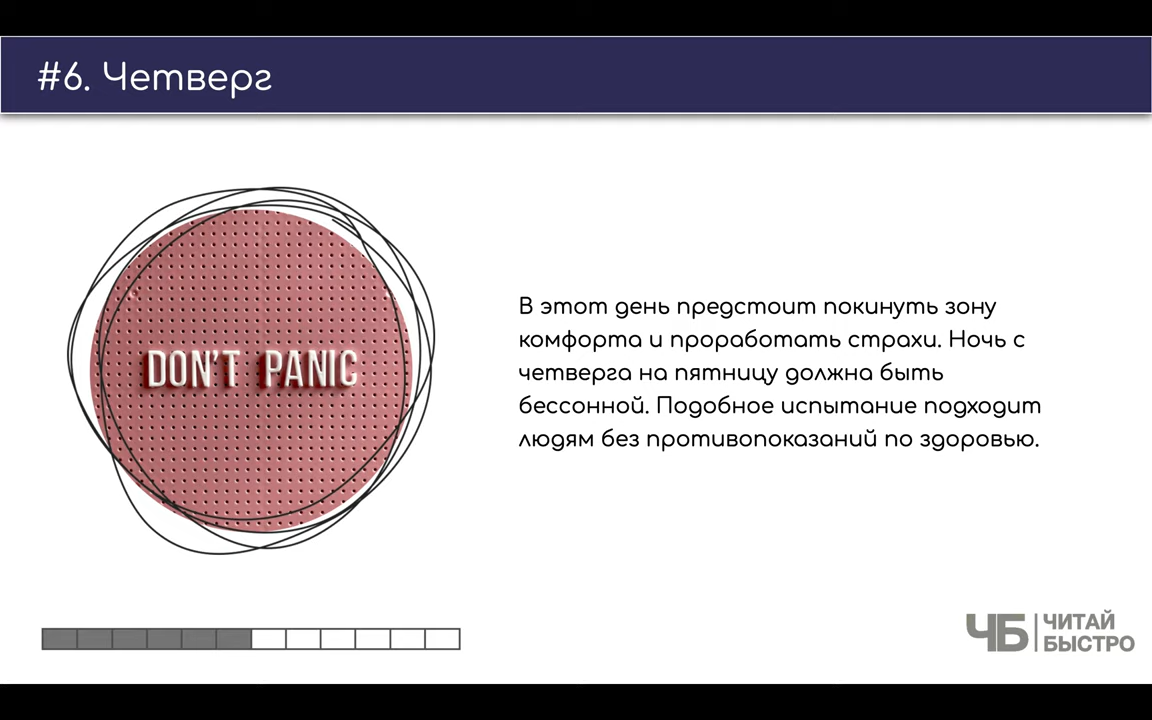 #6. Четверг
DON'T PANIC
В этот день предстоит покинуть зону
комфорта и проработать страхи. Ночь с
четверга на пятницу должна быть
бессонной. Подобное испытание подходит
людям без противопоказаний по здоровью.
ЧБ
ЧИТАЙ
БЫСТРО